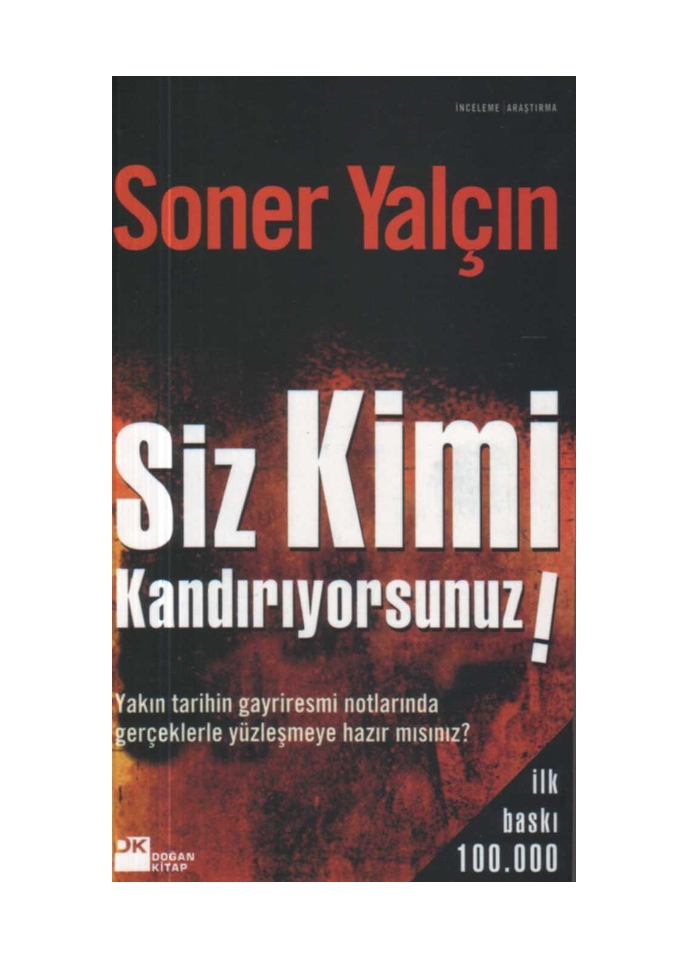 İNCELEME | ARAŞTIRMA
Soner Yalçın
Siz Kimi
Kandırıyorsunuz!
Yakın tarihin gayriresmi notlarında
gerçeklerle yüzleşmeye hazır mısınız?
ilk
baskı
100.000
DK
DOĞAN
KİTAP